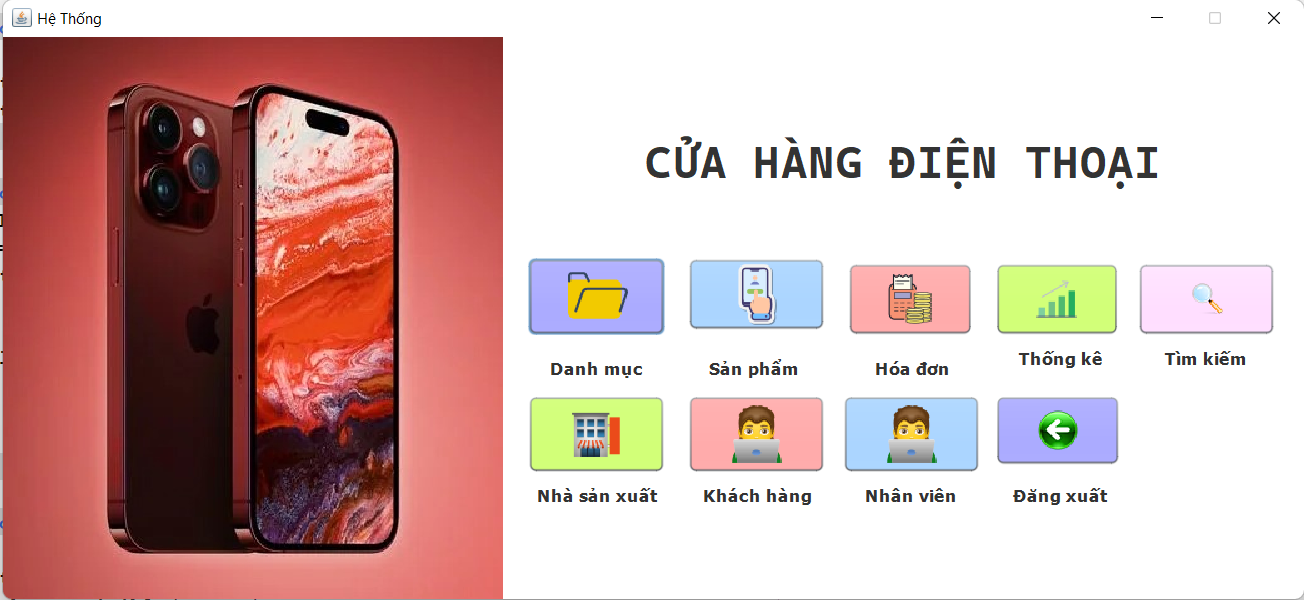 Hệ Thống
CỬA HÀNG ĐIỆN THOẠI
Danh mục
Sản phẩm
Hóa đơn
Thống kê
Tìm kiếm
Nhà sản xuất
Khách hàng
Nhân viên
Đăng xuất